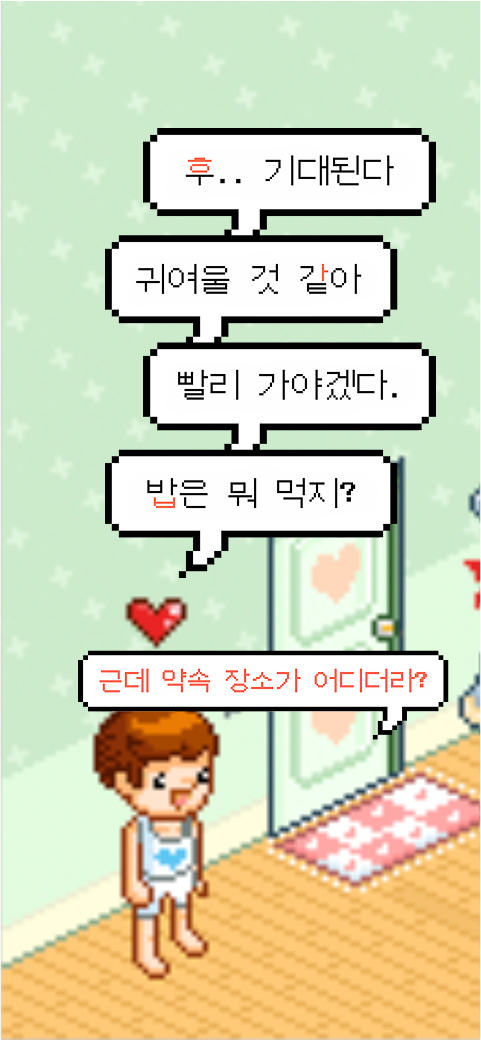 후.. 기대된다
귀여울 것 같아
빨리 가야겠다.
밥은 뭐 먹지?
근데 약속 장소가 어디더라?